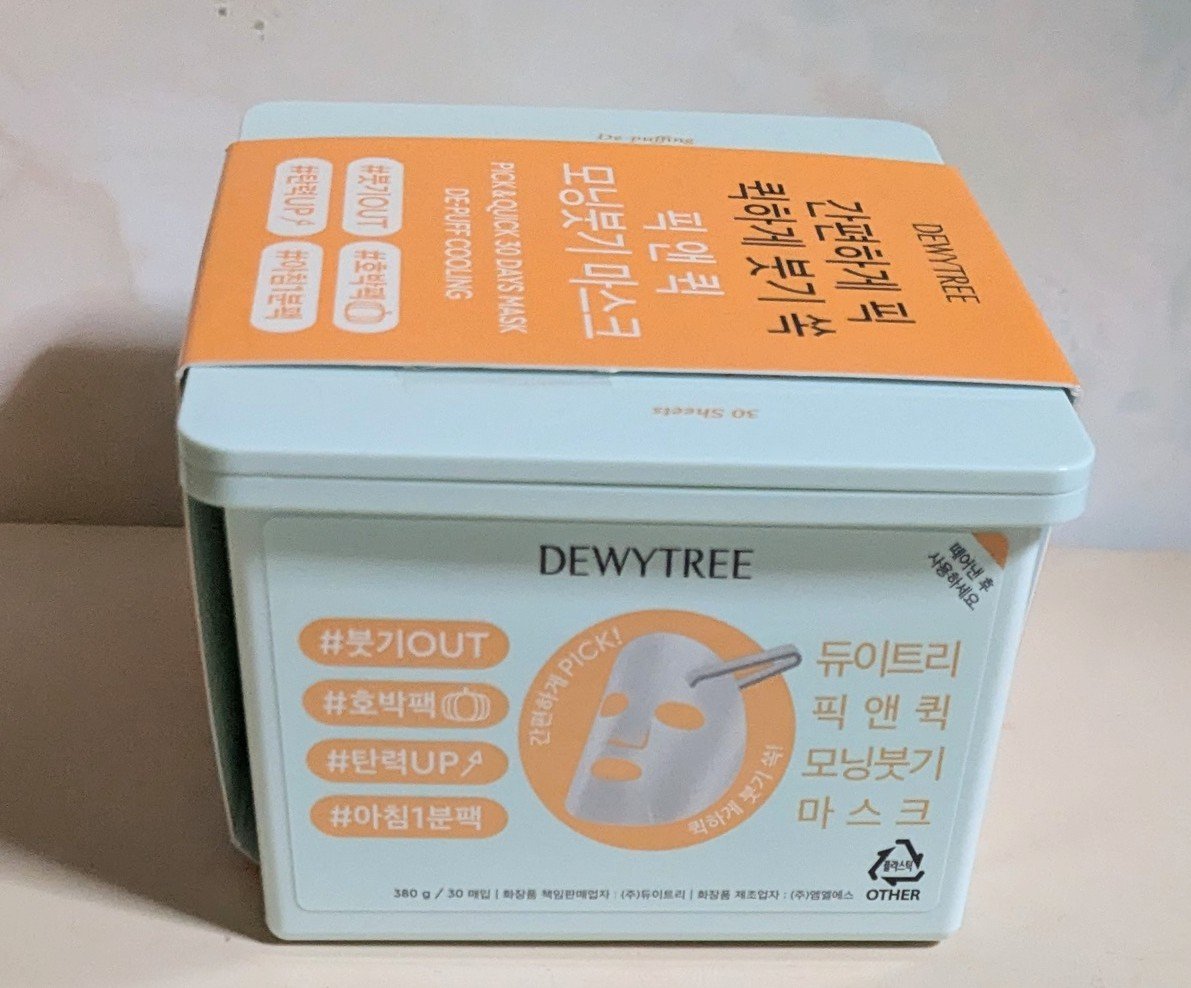 De-puffing
DEWYTREE
간편하게 픽
퀵하게 붓기 쏙
픽 앤 퀵
모닝붓기 마스크
PICK&QUICK 30 DAYS MASK
DE-PUFF COOLING
#붓기OUT
#호박팩
#탄력UP
#아침1분팩
30 Sheets
DEWYTREE
떼어낸 후
사용하세요
#붓기OUT
#호박팩
#탄력UP
#아침1분팩
간편하게 PICK!
퀵하게 붓기 쏙!
듀이트리
픽 앤 퀵
모닝붓기
마스크
플라스틱
OTHER
380 g / 30 매입 | 화장품 책임판매업자 : (주)듀이트리 | 화장품 제조업자 : (주)엠엘에스